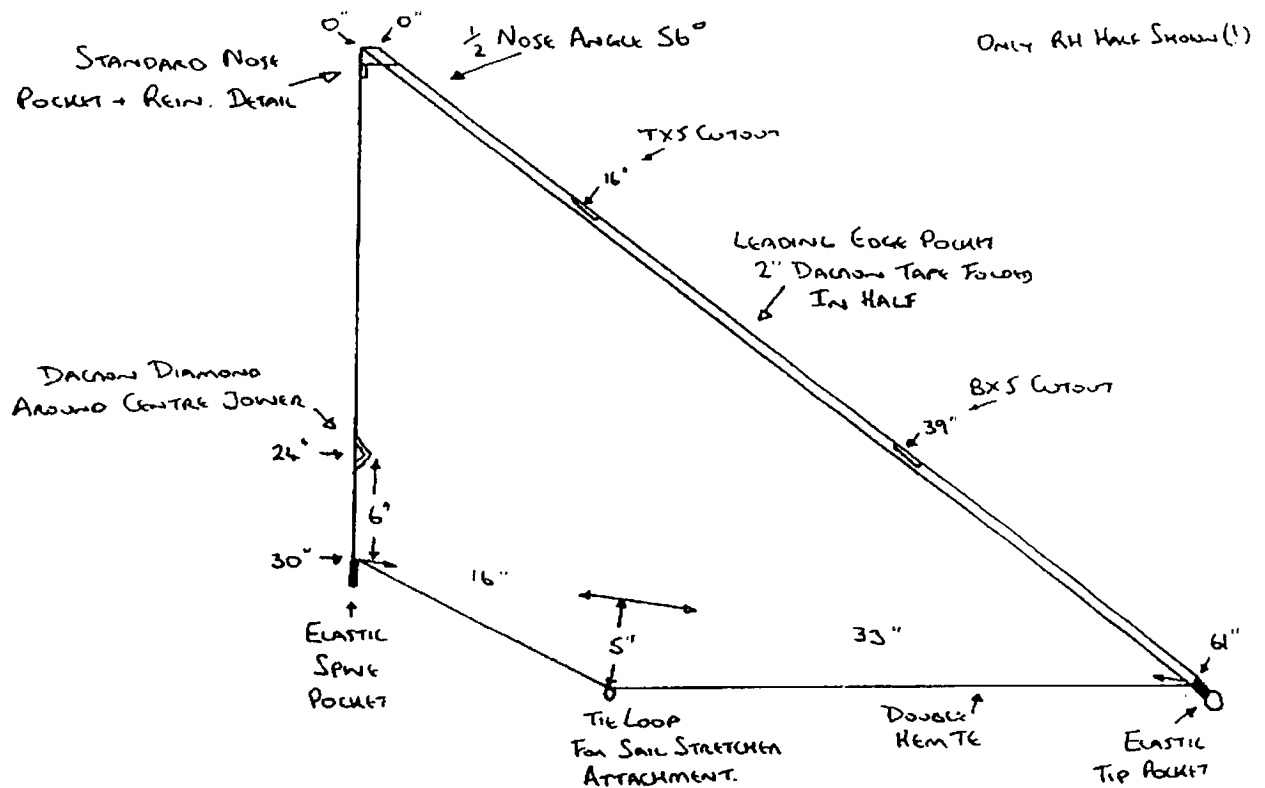 0" 0"
½ NOSE ANGLE 56°
ONLY RH HALF SHOWN (!)
STANDARD NOSE
POCKET + REIN. DETAIL
TXS CUTOUT
16"
LEADING EDGE POCKET
2" DACRON TAPE FOLDED
IN HALF
DACRON DIAMOND
AROUND CENTRE JOINER
BXS CUTOUT
39"
24"
6"
30"
16"
5"
33"
61"
ELASTIC
SPINE
POCKET
TIE LOOP
FOR SAIL STRETCHER
ATTACHMENT.
DOUBLE
HEM TE
ELASTIC
TIP POCKET